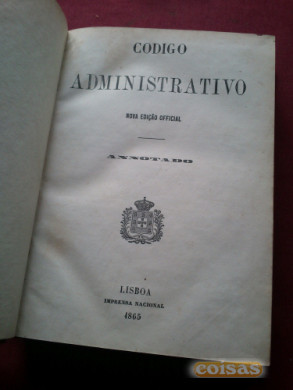 CODIGO
ADMINISTRATIVO
NOVA EDIÇÃO OFFICIAL
ANNOTADO
LISBOA
IMPRENSA NACIONAL
1865
coisas